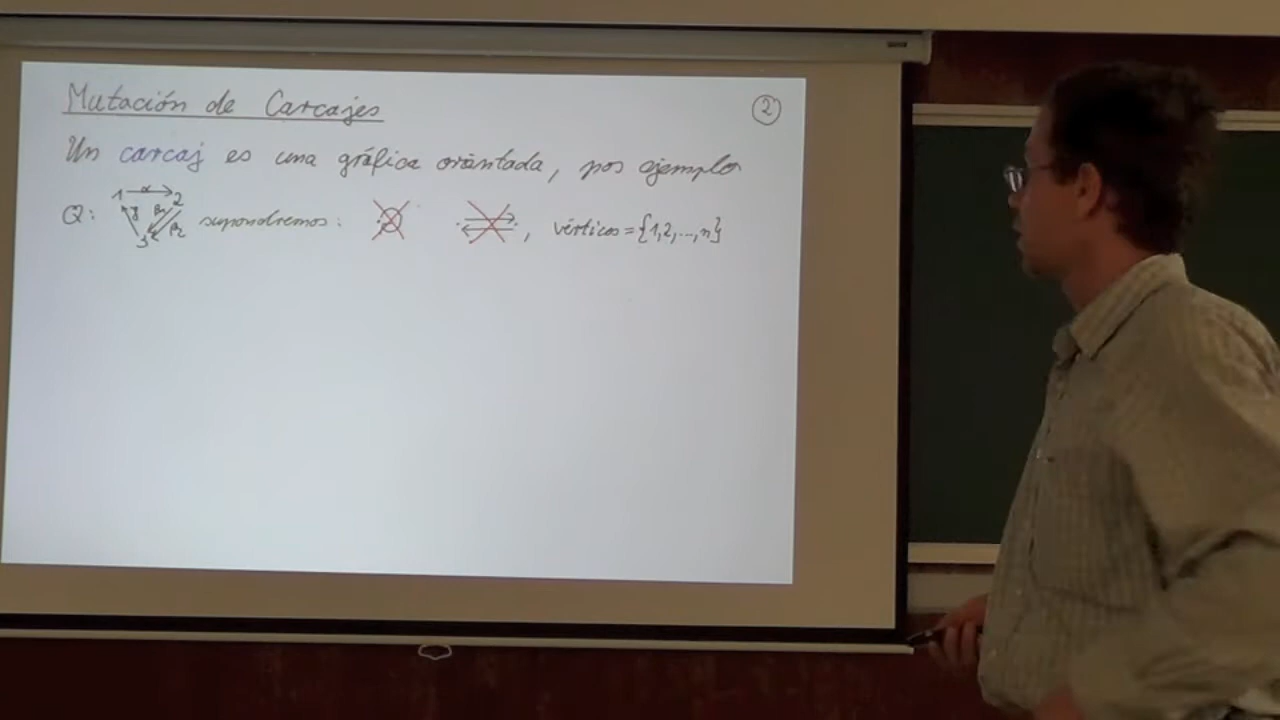 Mutación de Carcajes
②
Un carcaj es una gráfica orientada, por ejemplo
Q: 1 α 2 γ β1 β2 3 supondremos: , vértices = {1,2,...,n}